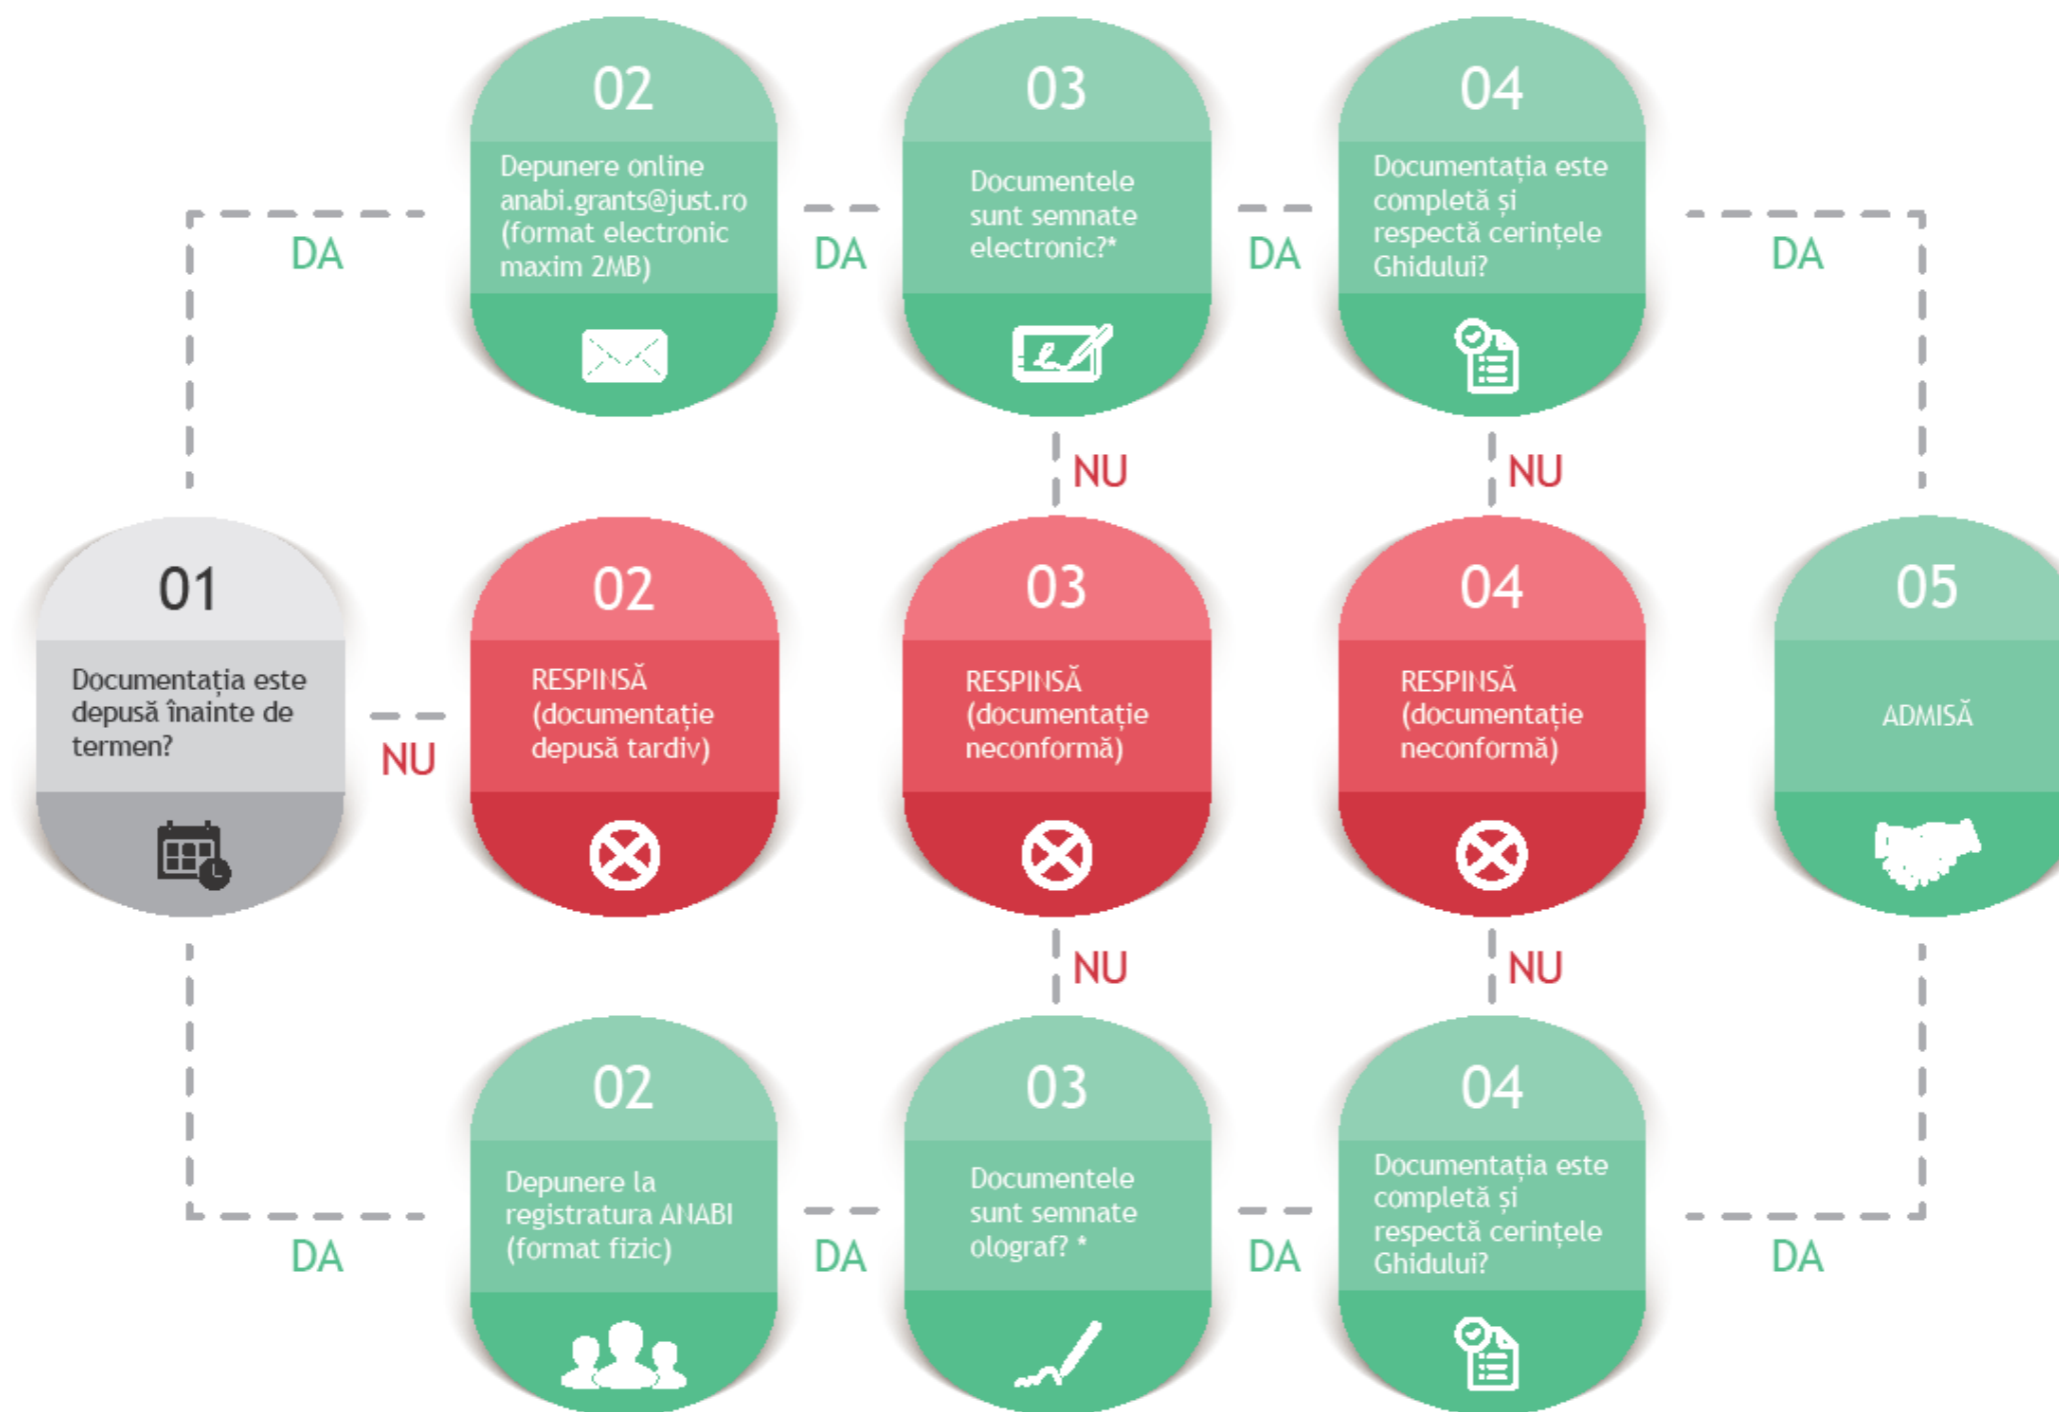 02
Depunere online
anabi.grants@just.ro
(format electronic
maxim 2MB)
DA
DA
03
Documentele
sunt semnate
electronic?*
DA
04
Documentația este
completă și
respectă cerințele
Ghidului?
DA
NU
NU
01
Documentația este
depusă înainte de
termen?
NU
02
RESPINSĂ
(documentație
depusă tardiv)
03
RESPINSĂ
(documentație
neconformă)
04
RESPINSĂ
(documentație
neconformă)
05
ADMISĂ
NU
NU
DA
02
Depunere la
registratura ANABI
(format fizic)
DA
03
Documentele
sunt semnate
olograf? *
DA
04
Documentația este
completă și
respectă cerințele
Ghidului?
DA